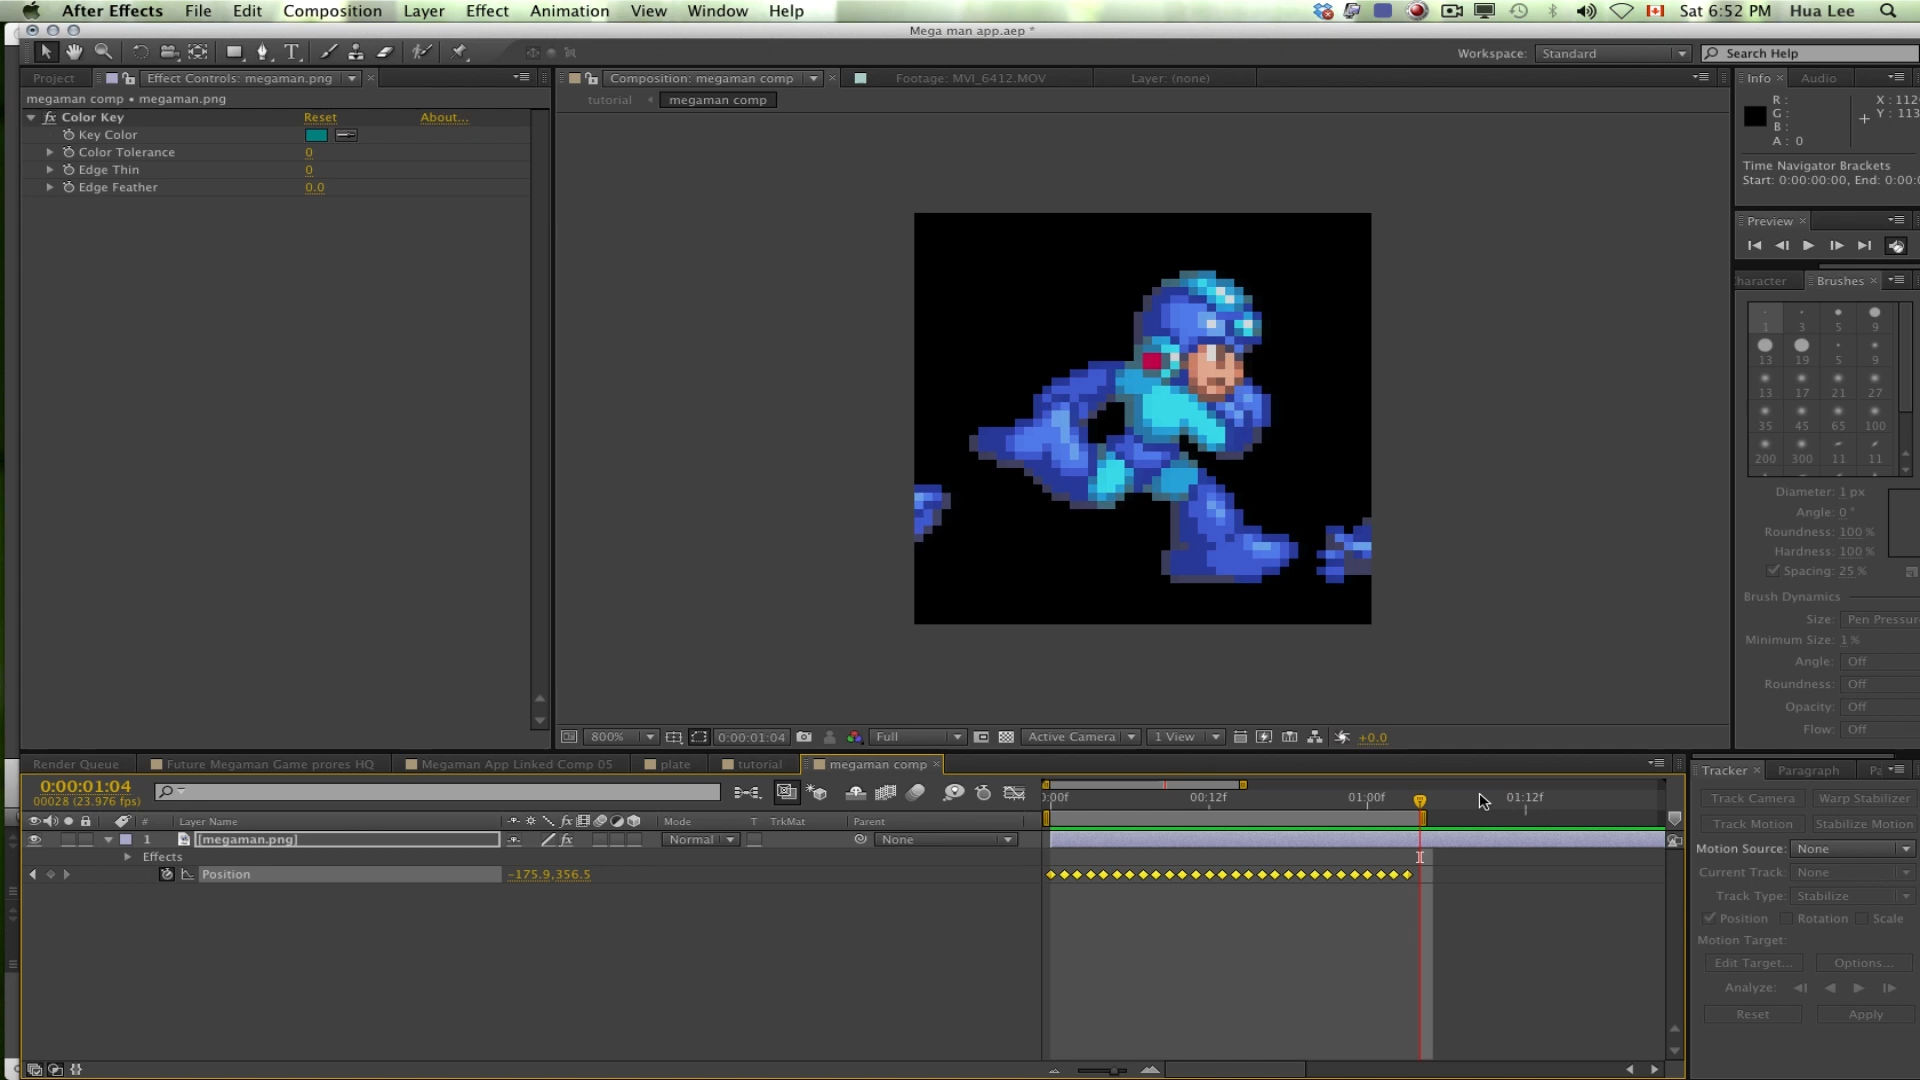 After Effects File Edit Composition Layer Effect Animation View Window Help Sat 6:52 PM Hua Lee
Mega man app.aep *
Workspace: Standard Search Help
Project Effect Controls: megaman.png Composition: megaman comp Footage: MVI_6412.MOV Layer: (none) Info Audio
megaman comp • megaman.png tutorial megaman comp
R: X: 112
G: Y: 113
B:
A: 0
Color Key Reset About...
Key Color
Color Tolerance 0
Edge Thin 0
Edge Feather 0.0
Time Navigator Brackets
Start: 0:00:00:00, End: 0:00:
Preview
haracter Brushes
1 3 5 9
13 19 5 9
13 17 21 27
35 45 65 100
200 300 11 11
Diameter: 1 px
Angle: 0 °
Roundness: 100 %
Hardness: 100 %
Spacing: 25 %
Brush Dynamics
Size: Pen Pressur
Minimum Size: 1 %
Angle: Off
Roundness: Off
Opacity: Off
Flow: Off
800% 0:00:01:04 Full Active Camera 1 View +0.0
Render Queue Future Megaman Game prores HQ Megaman App Linked Comp 05 plate tutorial megaman comp
0:00:01:04
00028 (23.976 fps)
:00f 00:12f 01:00f 01:12f
# Layer Name fx Mode T TrkMat Parent
1 [megaman.png] fx Normal None
Effects
Position -175.9,356.5
Tracker Paragraph
Track Camera Warp Stabilizer
Track Motion Stabilize Motion
Motion Source: None
Current Track: None
Track Type: Stabilize
Position Rotation Scale
Motion Target:
Edit Target... Options...
Analyze:
Reset Apply